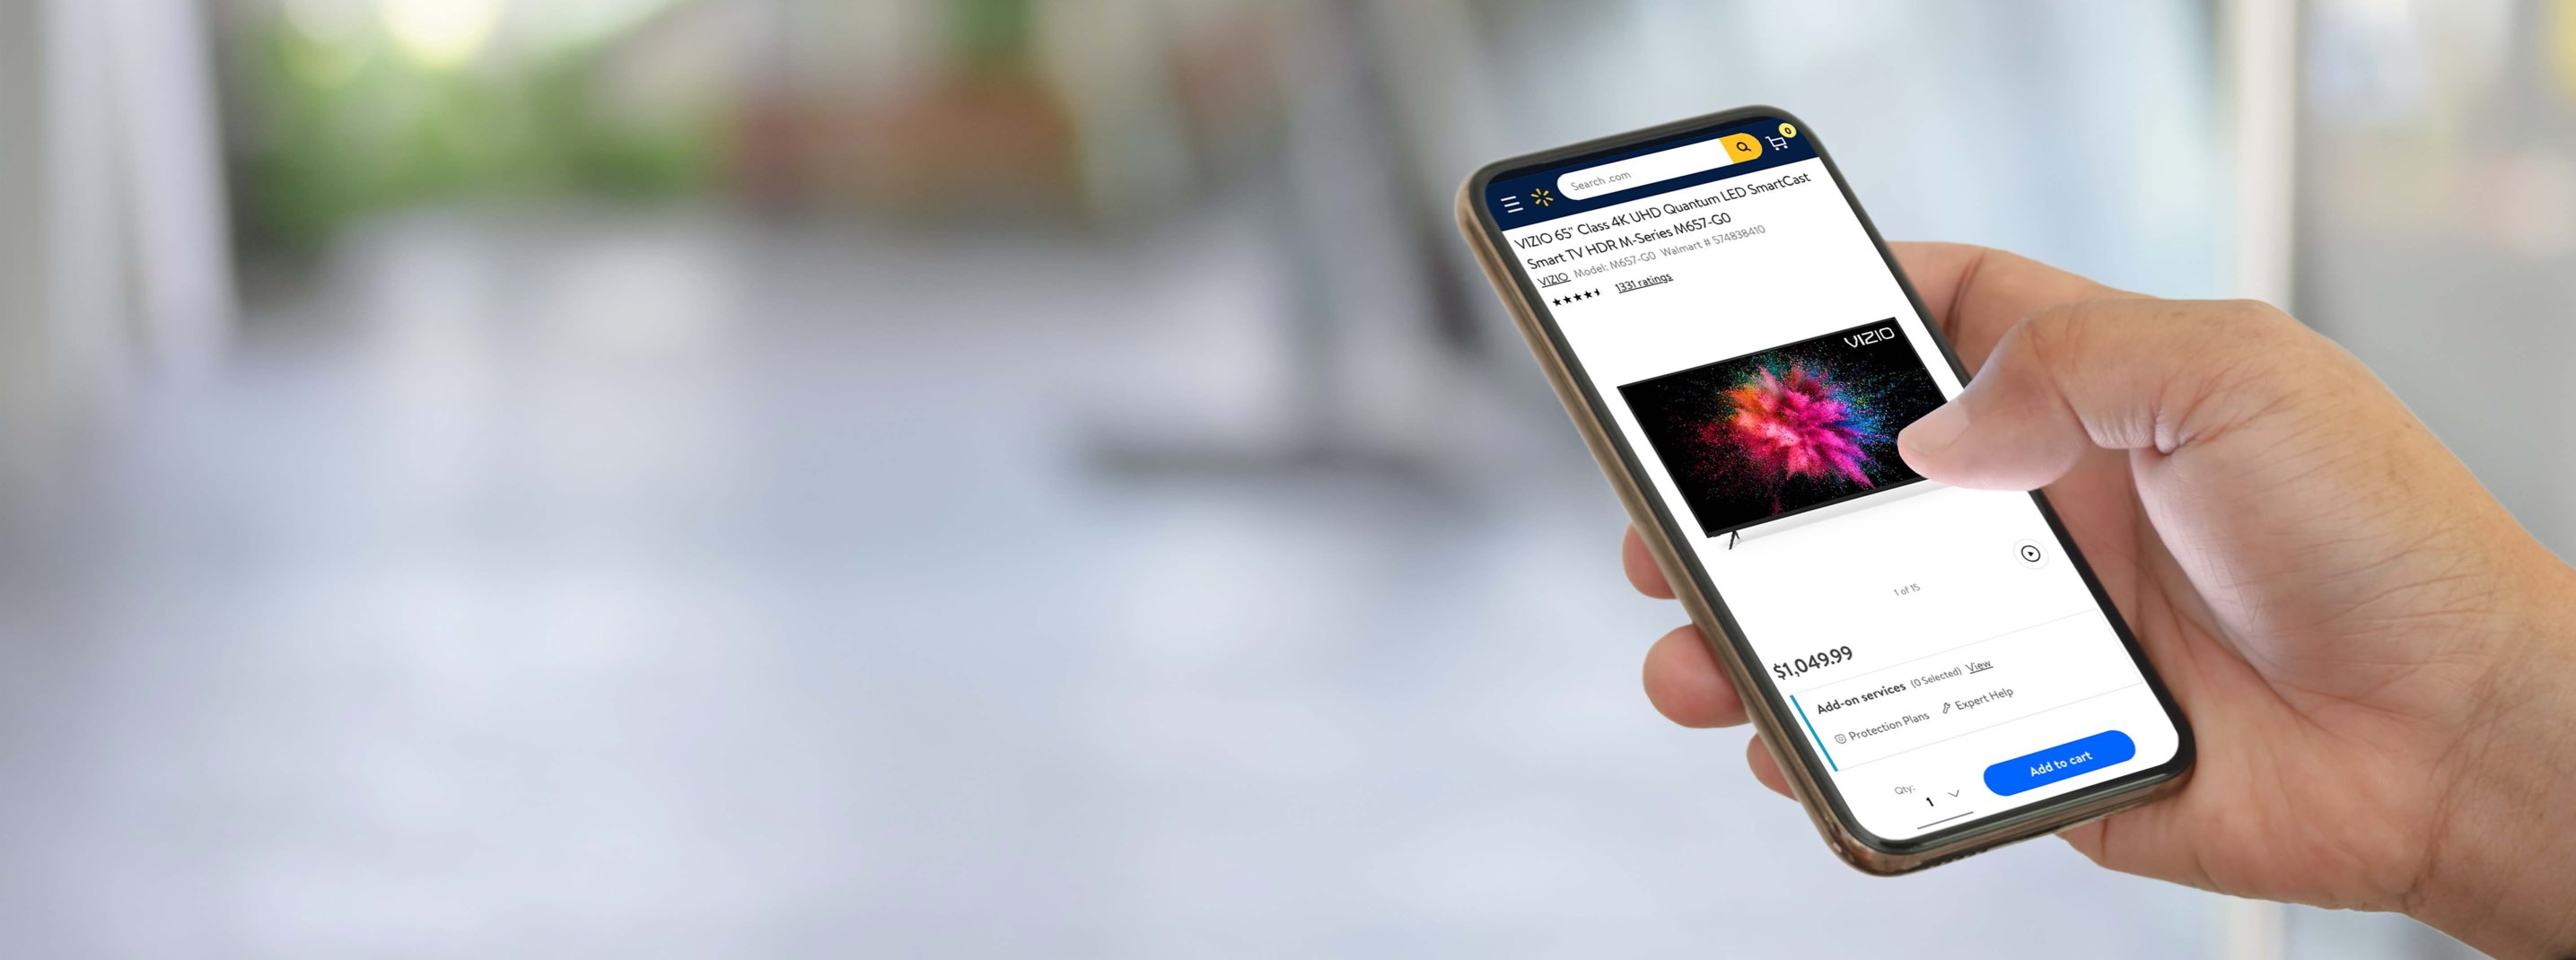 0
Search .com
VIZIO 65" Class 4K UHD Quantum LED SmartCast
Smart TV HDR M-Series M657-G0
VIZIO Model: M657-G0 Walmart # 574838410
1331 ratings
VIZIO
1 of 15
$1,049.99
Add-on services (0 Selected) View
Protection Plans Expert Help
Qty:
1
Add to cart